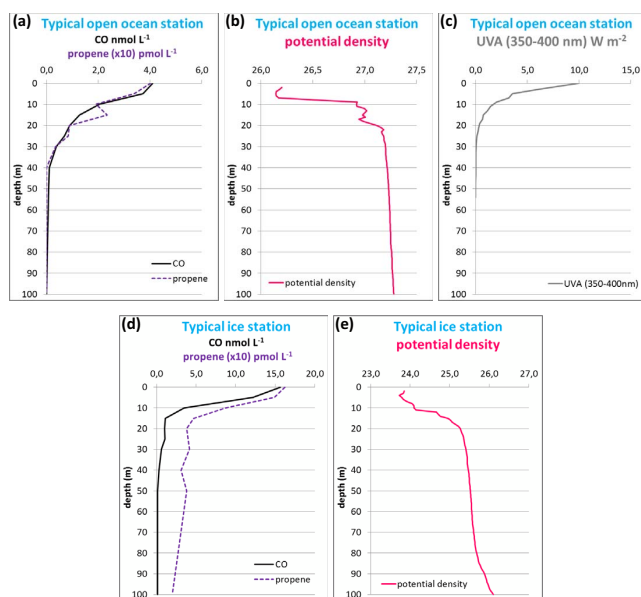 (a) Typical open ocean station
CO nmol L-1
propene (x10) pmol L-1
0,0 2,0 4,0 6,0
0
10
20
30
40
50
60
70
80
90
100
depth (m)
CO
propene
(b) Typical open ocean station
potential density
26,0 26,5 27,0 27,5
0
10
20
30
40
50
60
70
80
90
100
depth (m)
potential density
(c) Typical open ocean station
UVA (350-400 nm) W m-2
0,0 5,0 10,0 15,0
0
10
20
30
40
50
60
70
80
90
100
depth (m)
UVA (350-400nm)
(d) Typical ice station
CO nmol L-1
propene (x10) pmol L-1
0,0 5,0 10,0 15,0 20,0
0
10
20
30
40
50
60
70
80
90
100
depth (m)
CO
propene
(e) Typical ice station
potential density
23,0 24,0 25,0 26,0 27,0
0
10
20
30
40
50
60
70
80
90
100
depth (m)
potential density